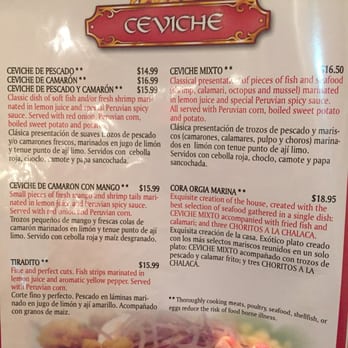 CEVICHE
CEVICHE DE PESCADO** $14.99
CEVICHE DE CAMARÓN** $16.99
CEVICHE DE PESCADO Y CAMARÓN** $15.99
Classic dish of soft fish and/or fresh shrimp marinated
in lemon juice and special Peruvian spicy
sauce. Served with red onion, Peruvian corn,
boiled sweet potato and potato.
Clásica presentación de suaves trozos de pescado
y/o camarones frescos, marinados en jugo de limón
y tenue punto de ají limo. Servidos con cebolla
roja, choclo, camote y papa sancochada.
CEVICHE MIXTO** $16.50
Classical presentation of pieces of fish and seafood
(shrimp, calamari, octopus and mussel) marinated
in lemon juice and special Peruvian spicy sauce.
All served with Peruvian corn, boiled sweet potato
and potato.
Clásica presentación de trozos de pescado y mariscos
(camarones, calamares, pulpo y choros) marinados
en limón con tenue punto de ají limo.
Servidos con cebolla roja, choclo, camote y papa
sancochada.
CEVICHE DE CAMARÓN CON MANGO** $15.99
Small pieces of fresh mango and shrimp tails marinated
in lemon juice and Peruvian spicy sauce.
Served with red onion and Peruvian corn.
Trozos pequeños de mango y frescas colas de
camarón marinados en limón y tenue punto de ají
limo. Servido con cebolla roja y maíz desgranado.
TIRADITO** $15.99
Fine and perfect cuts. Fish strips marinated in
lemon juice and aromatic yellow pepper. Served
with Peruvian corn.
Corte fino y perfecto. Pescado en láminas marinado
en jugo de limón y ají amarillo. Acompañado
con granos de maíz.
CORA ORGIA MARINA** $18.95
Exquisite creation of the house, created with the
best selection of seafood gathered in a single dish:
CEVICHE MIXTO accompanied with fried fish and
calamari; and three CHORITOS A LA CHALACA.
Exquisita creación de la casa. Exótico plato creado
con los más mariscos reunidos en un solo
plato: CEVICHE MIXTO acompañado con trozos de
pescado y calamar frito; y tres CHORITOS A LA
CHALACA.
**Thoroughly cooking meats, poultry, seafood, shellfish, or
eggs reduce the risk of food borne illness.